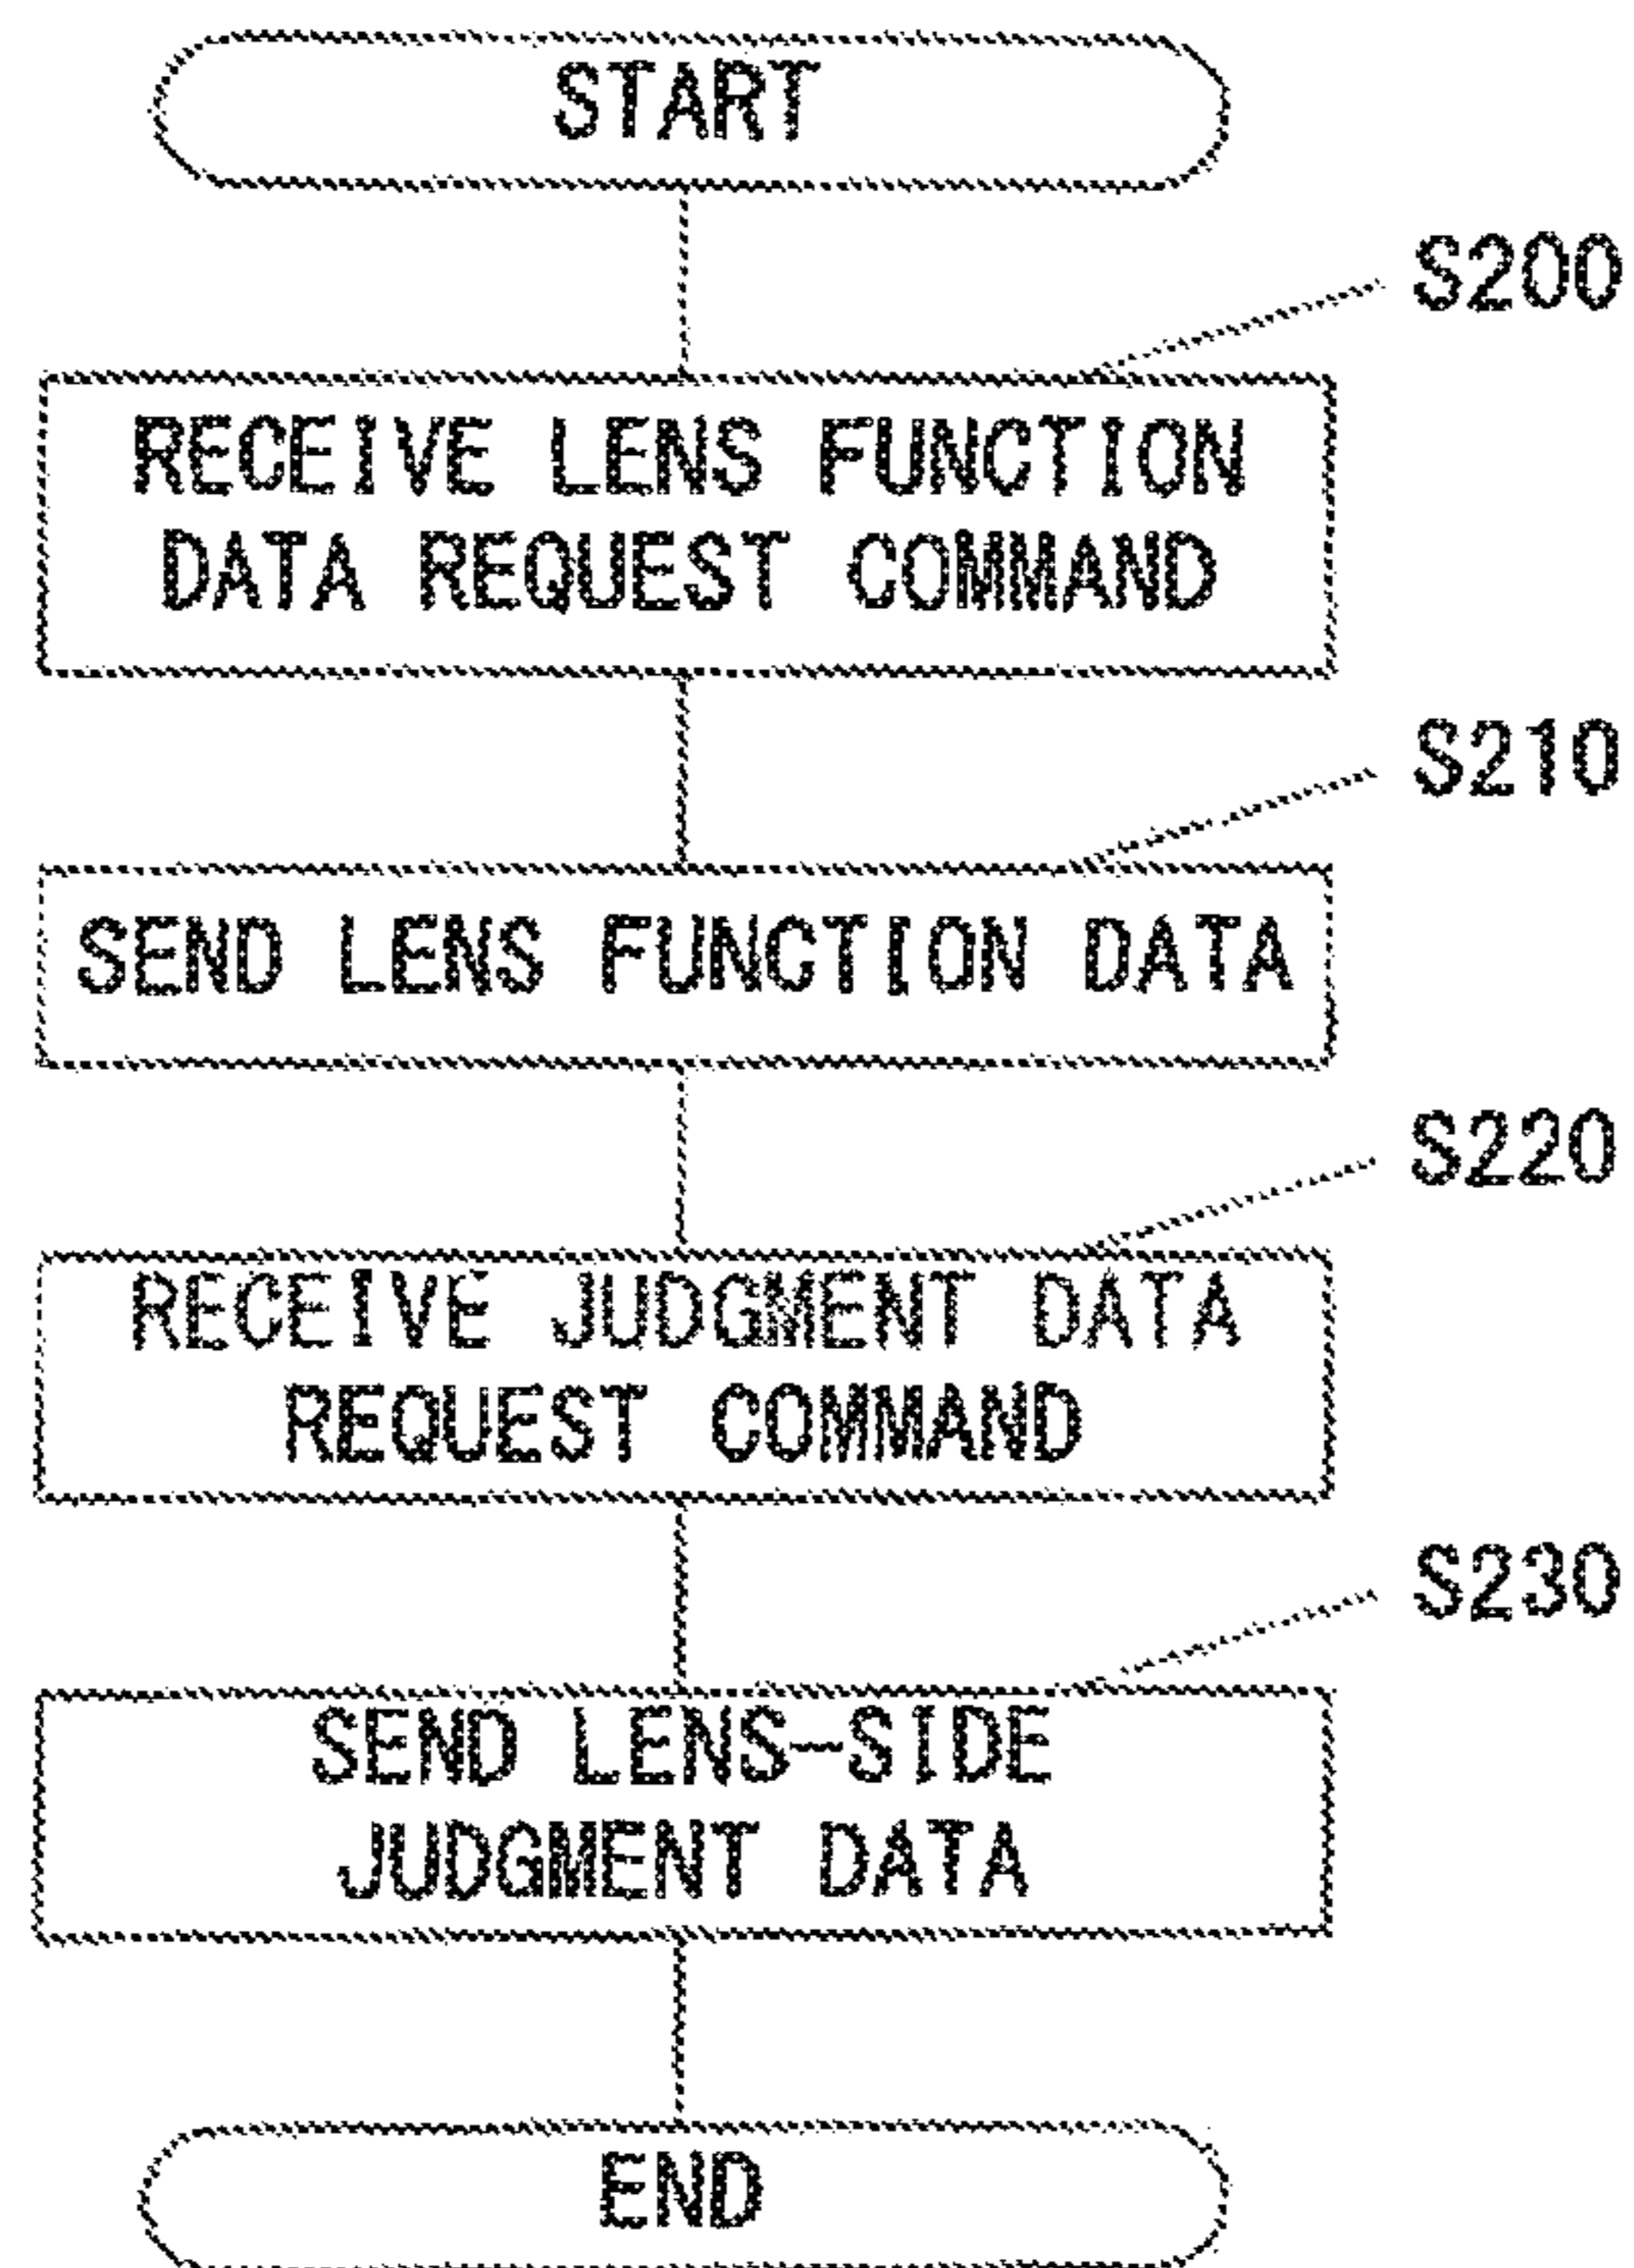 START
S200
RECEIVE LENS FUNCTION
DATA REQUEST COMMAND
S210
SEND LENS FUNCTION DATA
S220
RECEIVE JUDGMENT DATA
REQUEST COMMAND
S230
SEND LENS-SIDE
JUDGMENT DATA
END